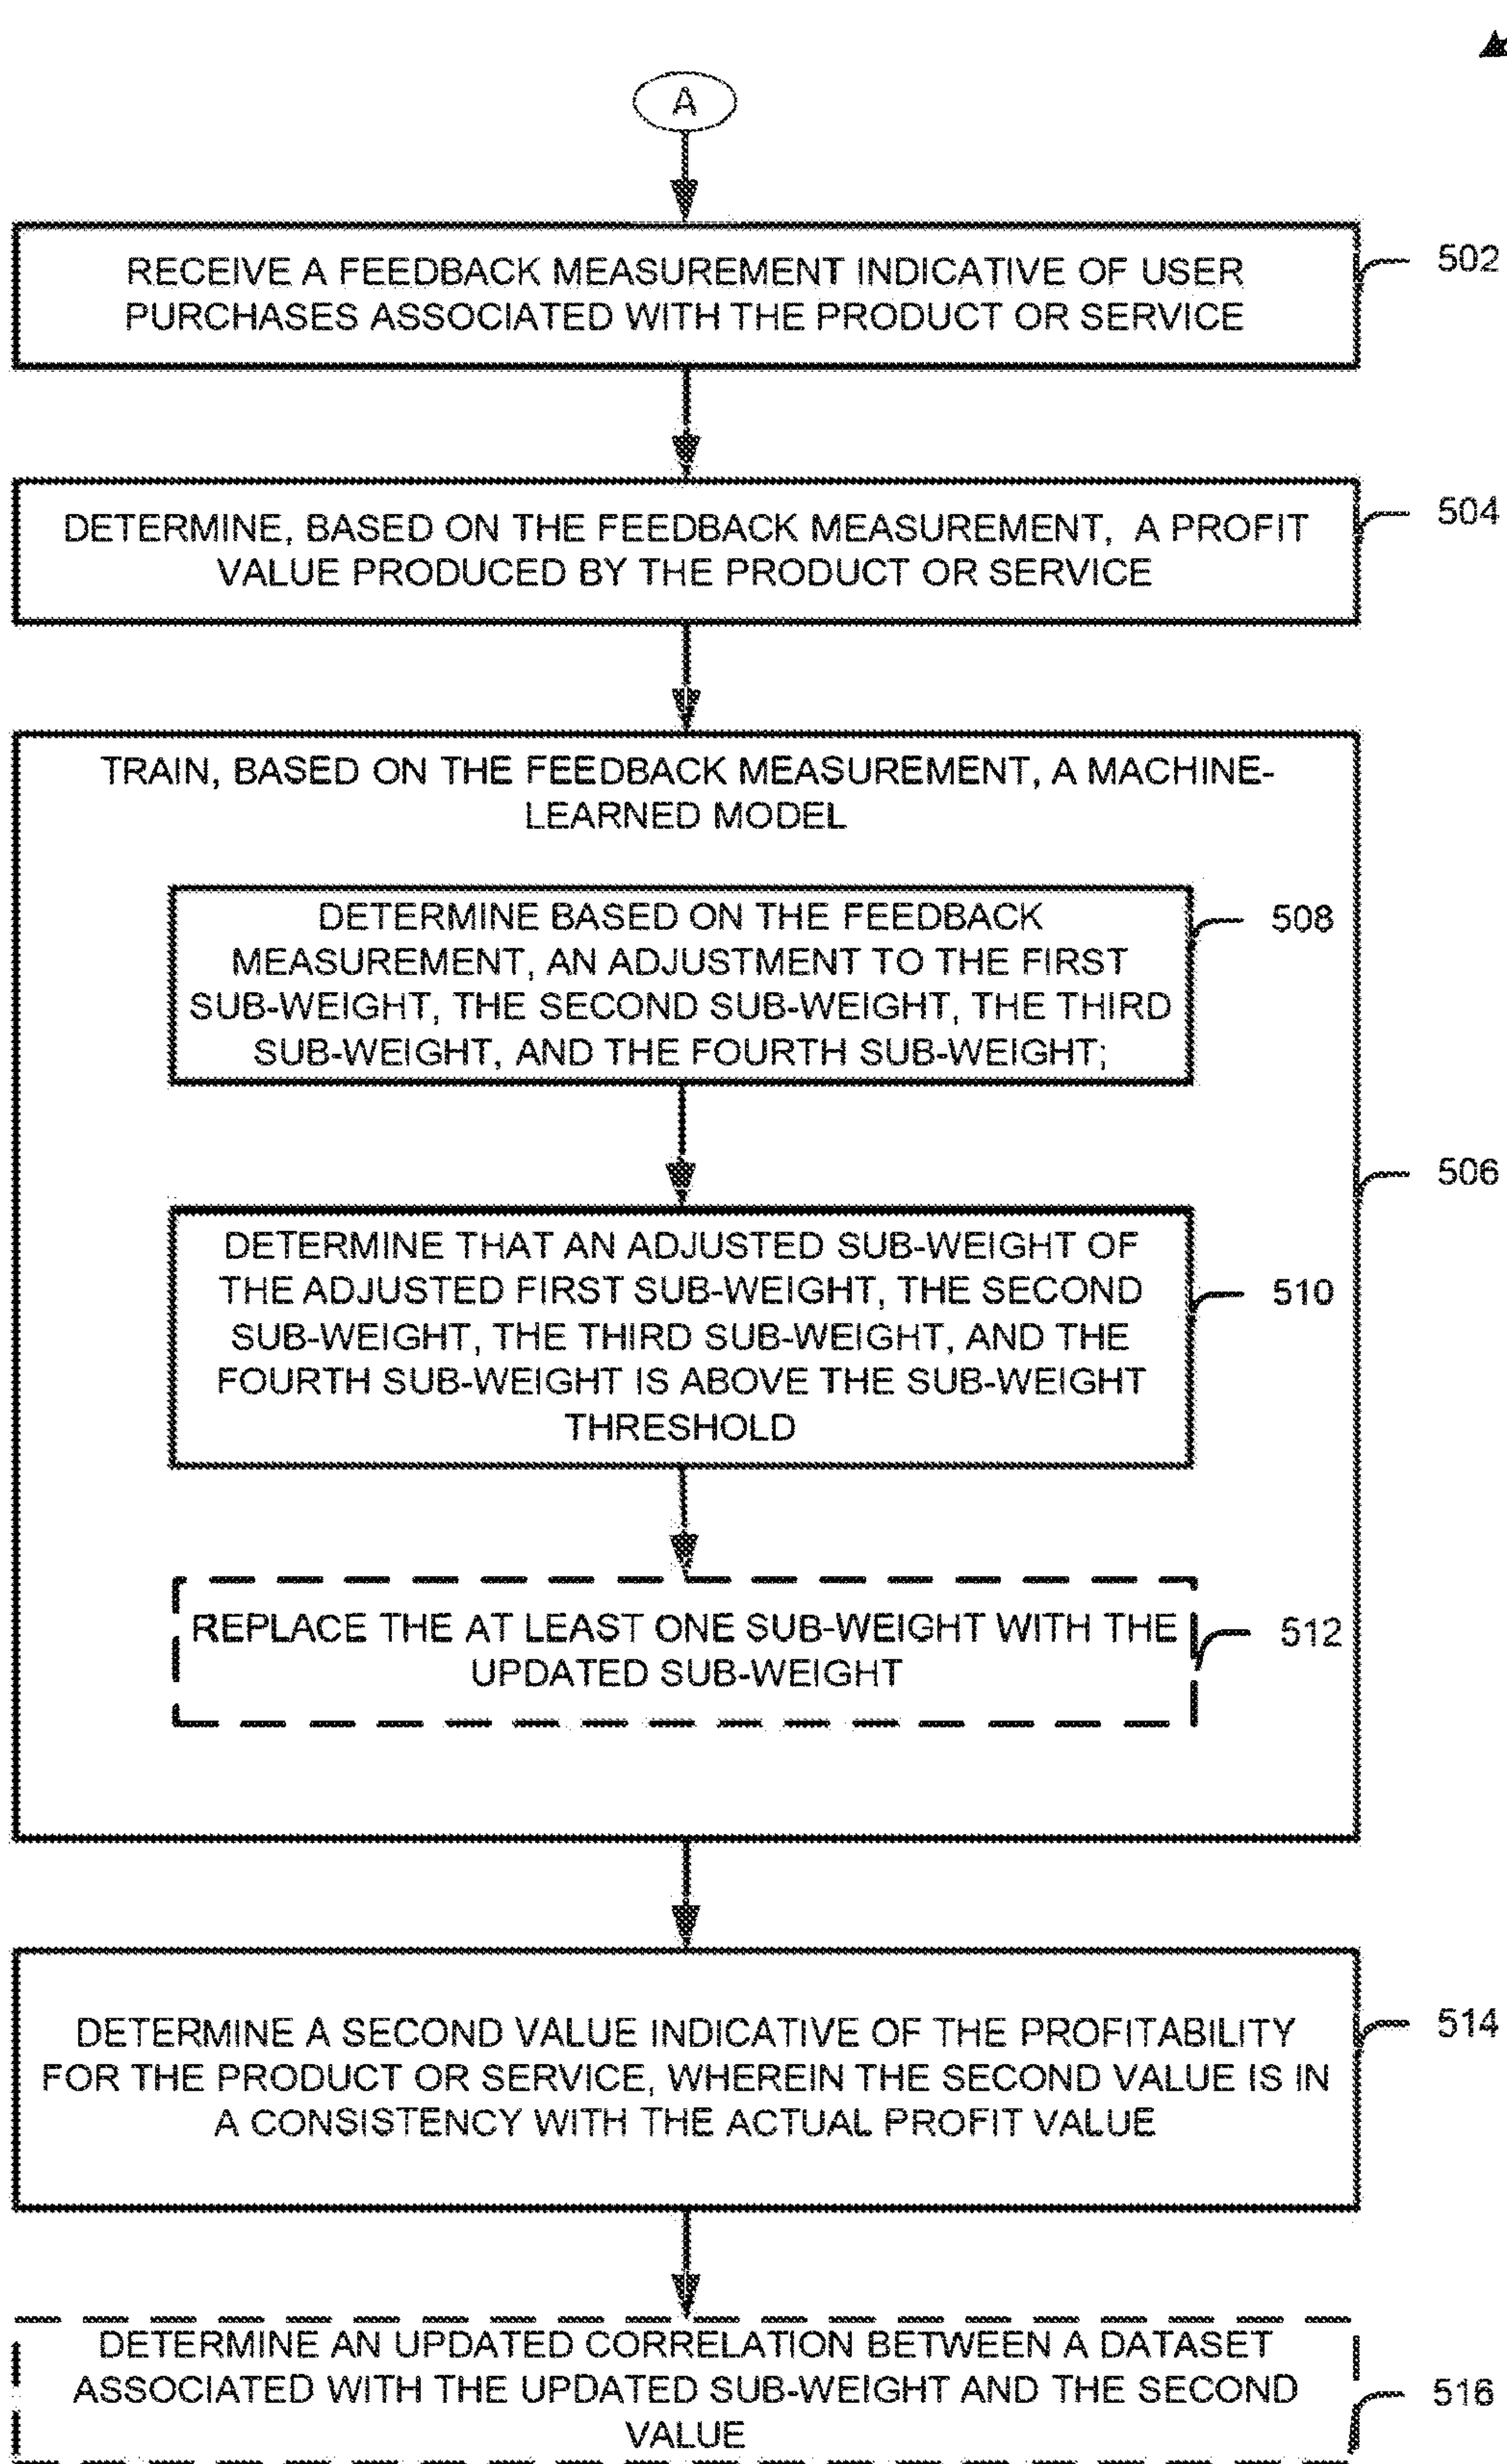 A
RECEIVE A FEEDBACK MEASUREMENT INDICATIVE OF USER
PURCHASES ASSOCIATED WITH THE PRODUCT OR SERVICE
502
DETERMINE, BASED ON THE FEEDBACK MEASUREMENT, A PROFIT
VALUE PRODUCED BY THE PRODUCT OR SERVICE
504
TRAIN, BASED ON THE FEEDBACK MEASUREMENT, A MACHINE-
LEARNED MODEL
DETERMINE BASED ON THE FEEDBACK
MEASUREMENT, AN ADJUSTMENT TO THE FIRST
SUB-WEIGHT, THE SECOND SUB-WEIGHT, THE THIRD
SUB-WEIGHT, AND THE FOURTH SUB-WEIGHT;
508
506
DETERMINE THAT AN ADJUSTED SUB-WEIGHT OF
THE ADJUSTED FIRST SUB-WEIGHT, THE SECOND
SUB-WEIGHT, THE THIRD SUB-WEIGHT, AND THE
FOURTH SUB-WEIGHT IS ABOVE THE SUB-WEIGHT
THRESHOLD
510
REPLACE THE AT LEAST ONE SUB-WEIGHT WITH THE
UPDATED SUB-WEIGHT
512
DETERMINE A SECOND VALUE INDICATIVE OF THE PROFITABILITY
FOR THE PRODUCT OR SERVICE, WHEREIN THE SECOND VALUE IS IN
A CONSISTENCY WITH THE ACTUAL PROFIT VALUE
514
DETERMINE AN UPDATED CORRELATION BETWEEN A DATASET
ASSOCIATED WITH THE UPDATED SUB-WEIGHT AND THE SECOND
VALUE
516